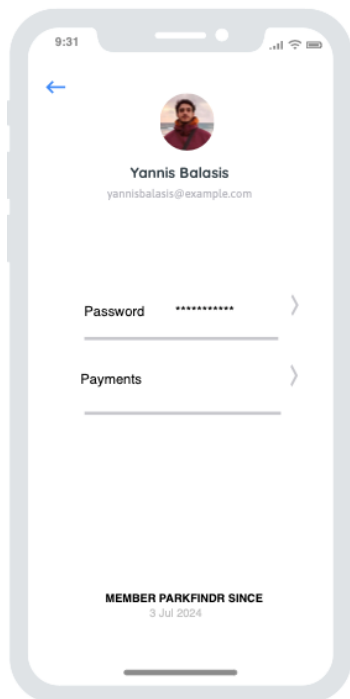 9:31
Yannis Balasis
yannisbalasis@example.com
Password ***********
Payments
MEMBER PARKFINDR SINCE
3 Jul 2024